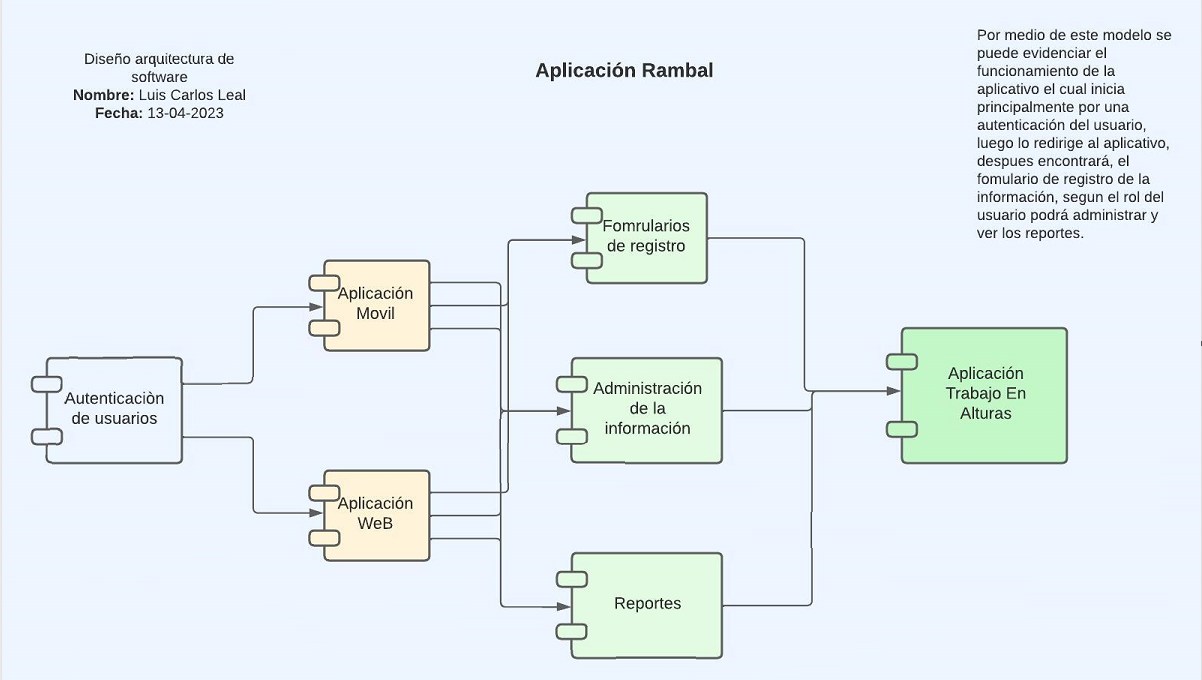 Diseño arquitectura de
software
Nombre: Luis Carlos Leal
Fecha: 13-04-2023
Aplicación Rambal
Por medio de este modelo se
puede evidenciar el
funcionamiento de la
aplicativo el cual inicia
principalmente por una
autenticación del usuario,
luego lo redirige al aplicativo,
despues encontrará, el
fomulario de registro de la
información, segun el rol del
usuario podrá administrar y
ver los reportes.
Autenticaciòn
de usuarios
Aplicación
Movil
Aplicación
WeB
Fomrularios
de registro
Administración
de la
información
Reportes
Aplicación
Trabajo En
Alturas